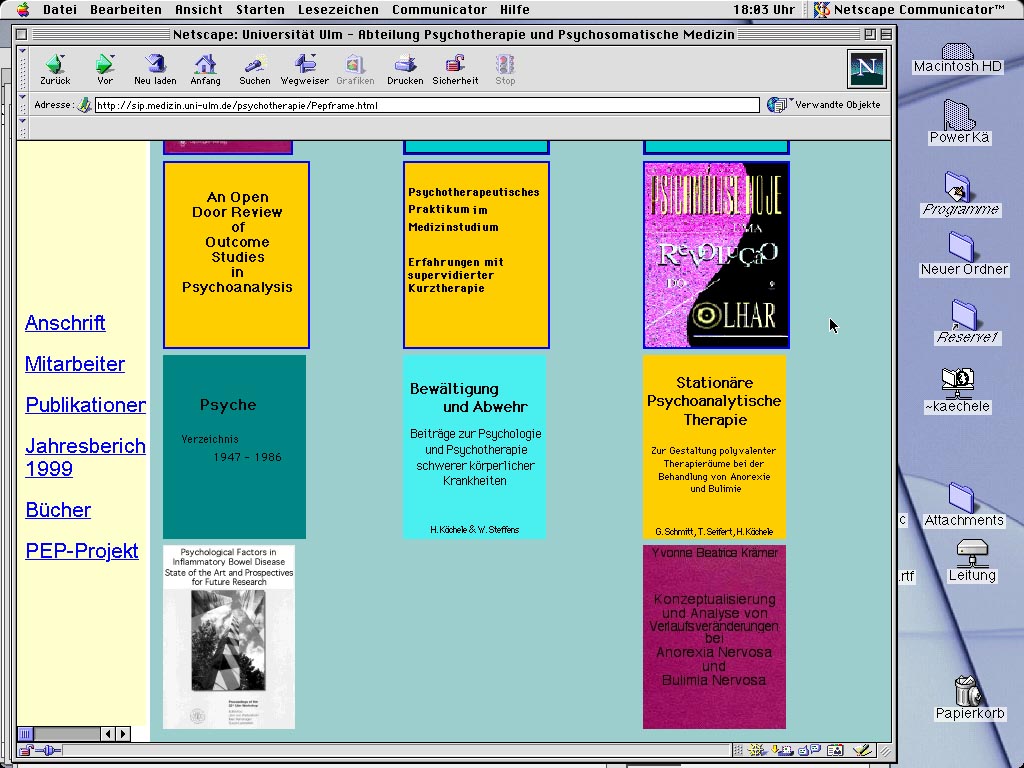 Datei Bearbeiten Ansicht Starten Lesezeichen Communicator Hilfe 18:03 Uhr Netscape Communicator™
Netscape: Universität Ulm - Abteilung Psychotherapie und Psychosomatische Medizin
Zurück Vor Neu laden Anfang Suchen Wegweiser Grafiken Drucken Sicherheit Stop
N
Adresse: http://sip.medizin.uni-ulm.de/psychotherapie/Pepframe.html Verwandte Objekte
Anschrift
Mitarbeiter
Publikationen
Jahresberich
1999
Bücher
PEP-Projekt
An Open
Door Review
of
Outcome
Studies
in
Psychoanalysis
Psychotherapeutisches
Praktikum im
Medizinstudium
Erfahrungen mit
supervidierter
Kurztherapie
PSICANÁLISE HOJE
UMA
REVOLUÇÃO
DO
OLHAR
Psyche
Verzeichnis
1947 - 1986
Bewältigung
und Abwehr
Beiträge zur Psychologie
und Psychotherapie
schwerer körperlicher
Krankheiten
H. Kächele & W. Steffens
Stationäre
Psychoanalytische
Therapie
Zur Gestaltung polyvalenter
Therapieräume bei der
Behandlung von Anorexie
und Bulimie
G. Schmitt, T. Seifert, H. Kächele
Psychological Factors in
Inflammatory Bowel Disease
State of the Art and Prospectives
for Future Research
Yvonne Beatrice Krämer
Konzeptualisierung
und Analyse von
Verlaufsveränderungen
bei
Anorexia Nervosa
und
Bulimia Nervosa
Macintosh HD
Power Kä
Programme
Neuer Ordner
Reserve1
~kaechele
c
Attachments
.rtf
Leitung
Papierkorb